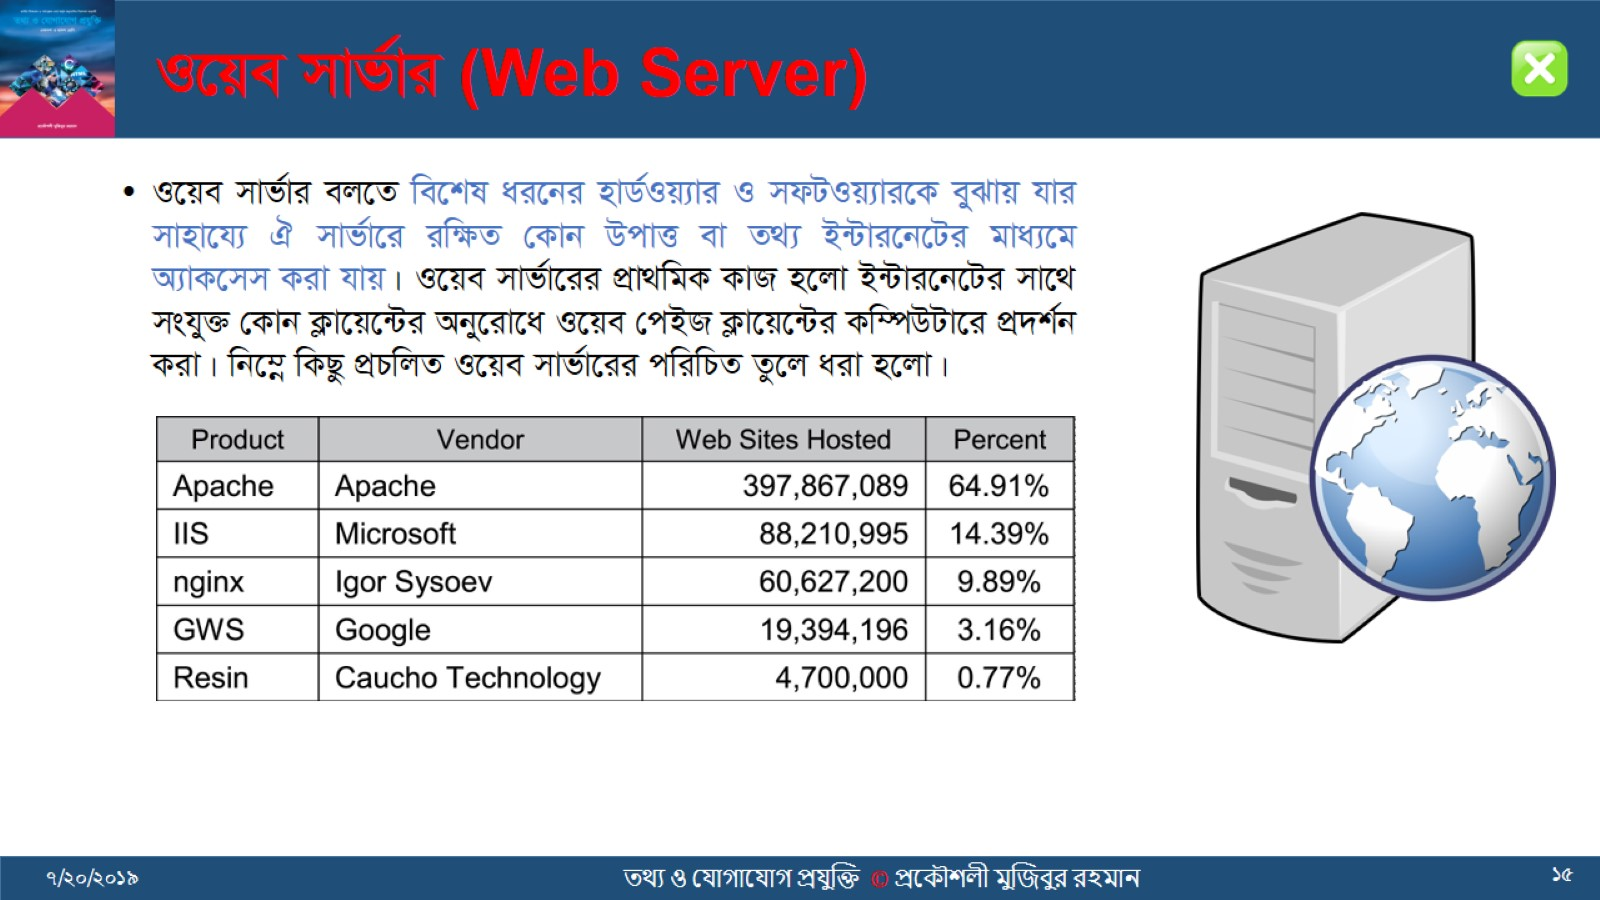 ওয়েব সার্ভার (Web Server)
• ওয়েব সার্ভার বলতে বিশেষ ধরনের হার্ডওয়্যার ও সফটওয়্যারকে বুঝায় যার
সাহায্যে ঐ সার্ভারে রক্ষিত কোন উপাত্ত বা তথ্য ইন্টারনেটের মাধ্যমে
অ্যাকসেস করা যায়। ওয়েব সার্ভারের প্রাথমিক কাজ হলো ইন্টারনেটের সাথে
সংযুক্ত কোন ক্লায়েন্টের অনুরোধে ওয়েব পেইজ ক্লায়েন্টের কম্পিউটারে প্রদর্শন
করা। নিম্নে কিছু প্রচলিত ওয়েব সার্ভারের পরিচিত তুলে ধরা হলো।
Product Vendor Web Sites Hosted Percent
Apache Apache 397,867,089 64.91%
IIS Microsoft 88,210,995 14.39%
nginx Igor Sysoev 60,627,200 9.89%
GWS Google 19,394,196 3.16%
Resin Caucho Technology 4,700,000 0.77%
৭/২০/২০১৯ তথ্য ও যোগাযোগ প্রযুক্তি © প্রকৌশলী মুজিবুর রহমান ১৫